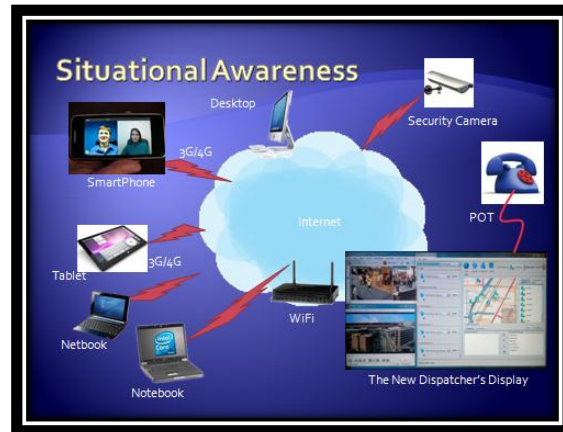 Situational Awareness
Desktop
Security Camera
3G/4G
SmartPhone
POT
Internet
3G/4G
Tablet
WiFi
Netbook
The New Dispatcher's Display
Notebook